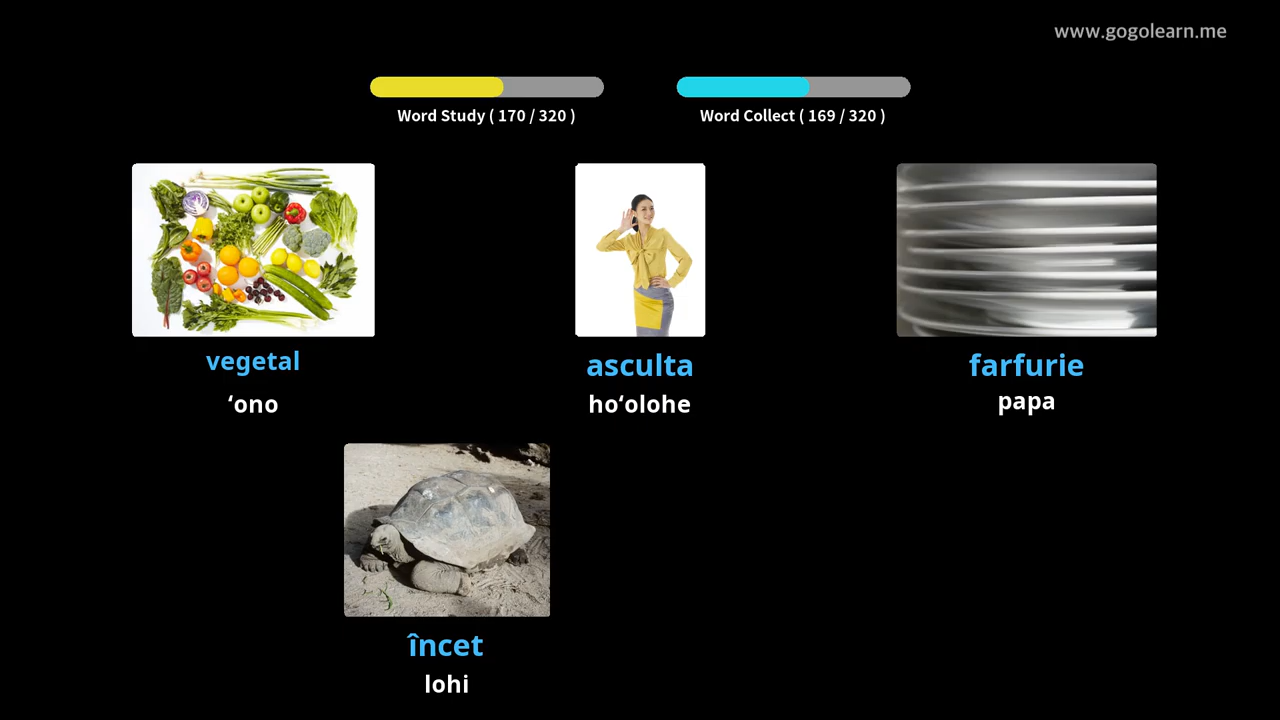 www.gogolearn.me
Word Study ( 170 / 320 )
Word Collect ( 169 / 320 )
vegetal
ʻono
asculta
hoʻolohe
farfurie
papa
încet
lohi